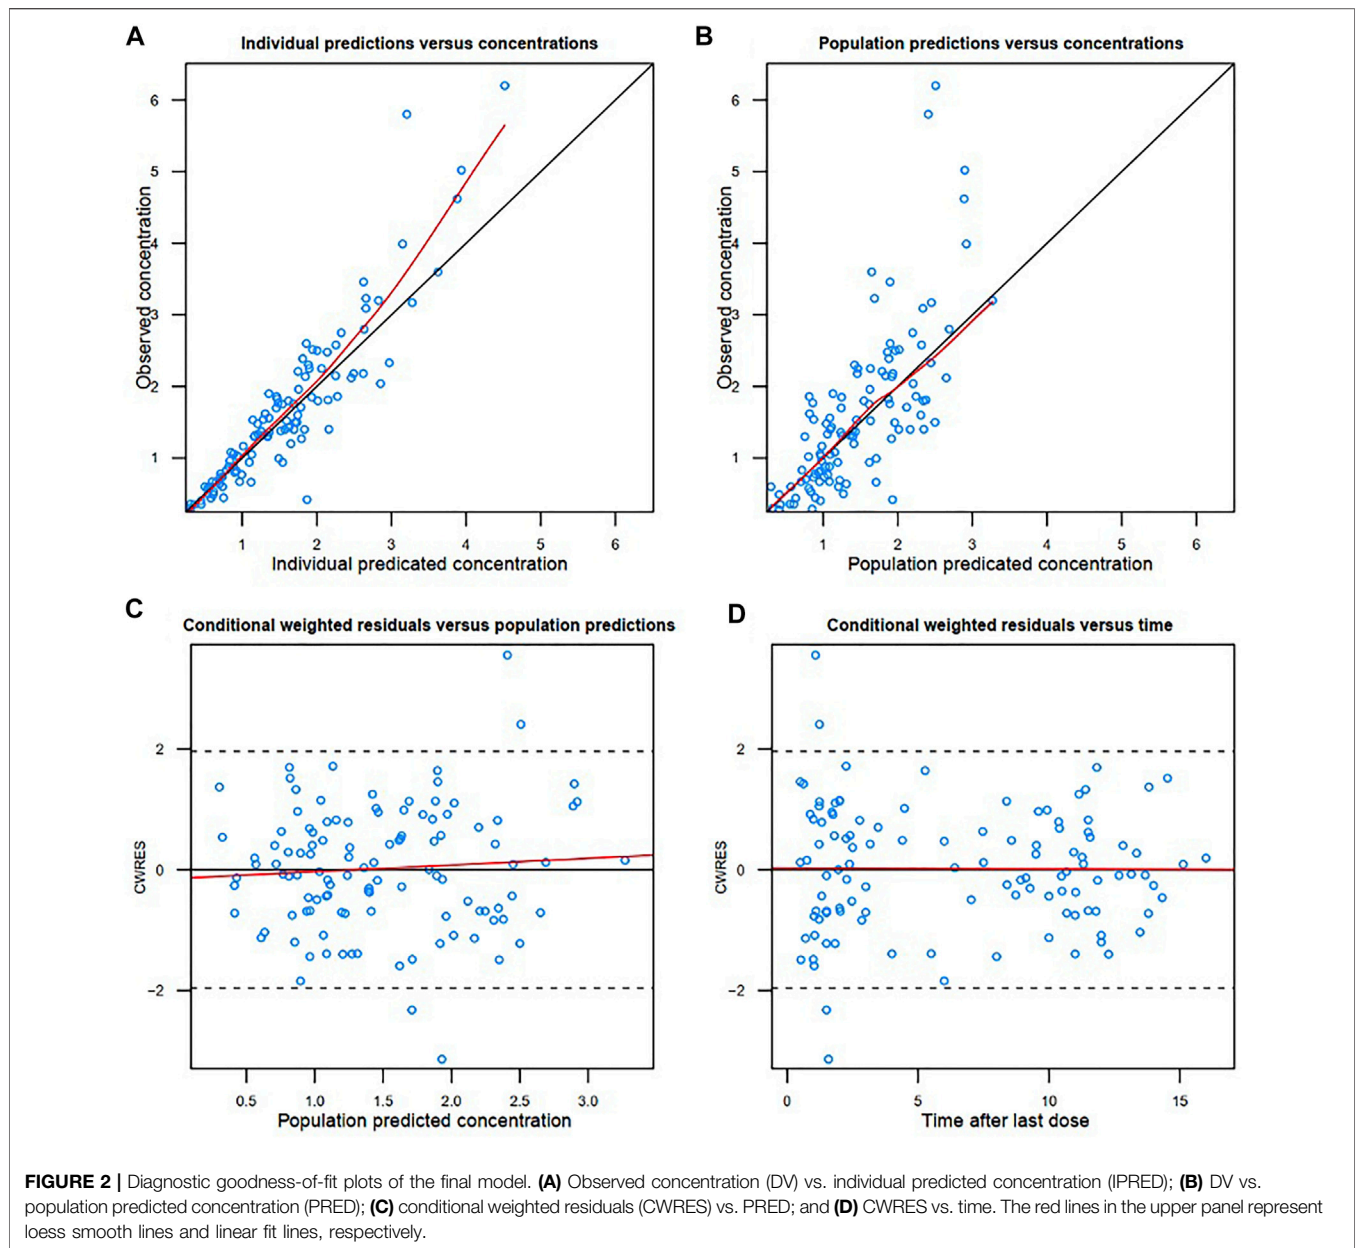 A
Individual predictions versus concentrations
Observed concentration
6
5
4
3
2
1
1 2 3 4 5 6
Individual predicated concentration
B
Population predictions versus concentrations
Observed concentration
6
5
4
3
2
1
1 2 3 4 5 6
Population predicated concentration
C
Conditional weighted residuals versus population predictions
CWRES
2
0
−2
0.5 1.0 1.5 2.0 2.5 3.0
Population predicted concentration
D
Conditional weighted residuals versus time
CWRES
2
0
−2
0 5 10 15
Time after last dose
FIGURE 2 | Diagnostic goodness-of-fit plots of the final model. (A) Observed concentration (DV) vs. individual predicted concentration (IPRED); (B) DV vs.
population predicted concentration (PRED); (C) conditional weighted residuals (CWRES) vs. PRED; and (D) CWRES vs. time. The red lines in the upper panel represent
loess smooth lines and linear fit lines, respectively.